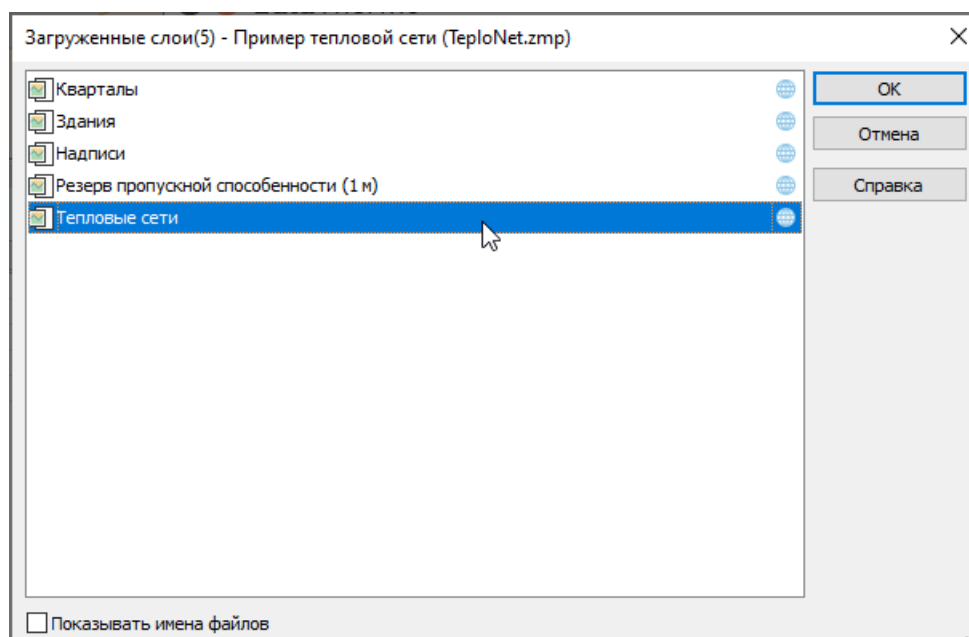 Загруженные слои(5) - Пример тепловой сети (TeploNet.zmp)
Кварталы
Здания
Надписи
Резерв пропускной способенности (1 м)
Тепловые сети
ОК
Отмена
Справка
Показывать имена файлов